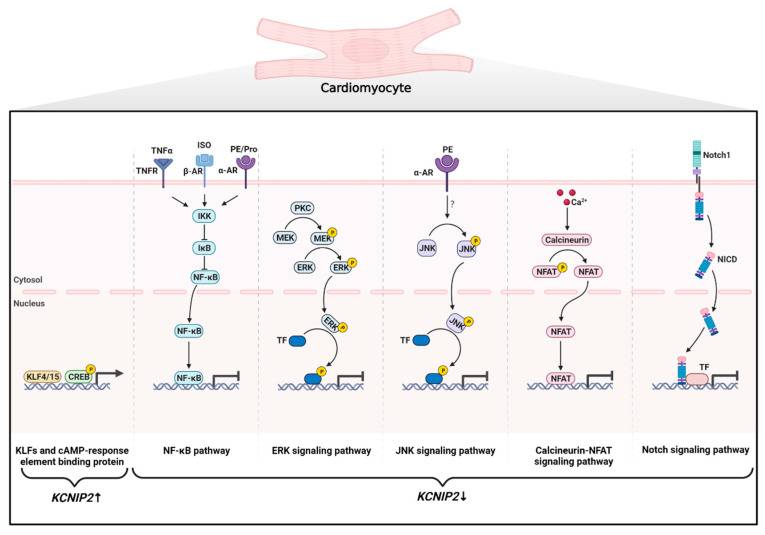 Cardiomyocyte
TNFα
TNFR
ISO
β-AR
PE/Pro
α-AR
IKK
IκB
NF-κB
PKC
MEK
MEK
P
ERK
ERK
P
PE
α-AR
?
JNK
JNK
P
Ca²⁺
Calcineurin
NFAT
P
NFAT
Notch1
NICD
Cytosol
Nucleus
KLF4/15
CREB
P
NF-κB
NF-κB
ERK
P
TF
P
JNK
P
TF
P
NFAT
NFAT
TF
KLFs and cAMP-response
element binding protein
NF-κB pathway
ERK signaling pathway
JNK signaling pathway
Calcineurin-NFAT
signaling pathway
Notch signaling pathway
KCNIP2↑
KCNIP2↓